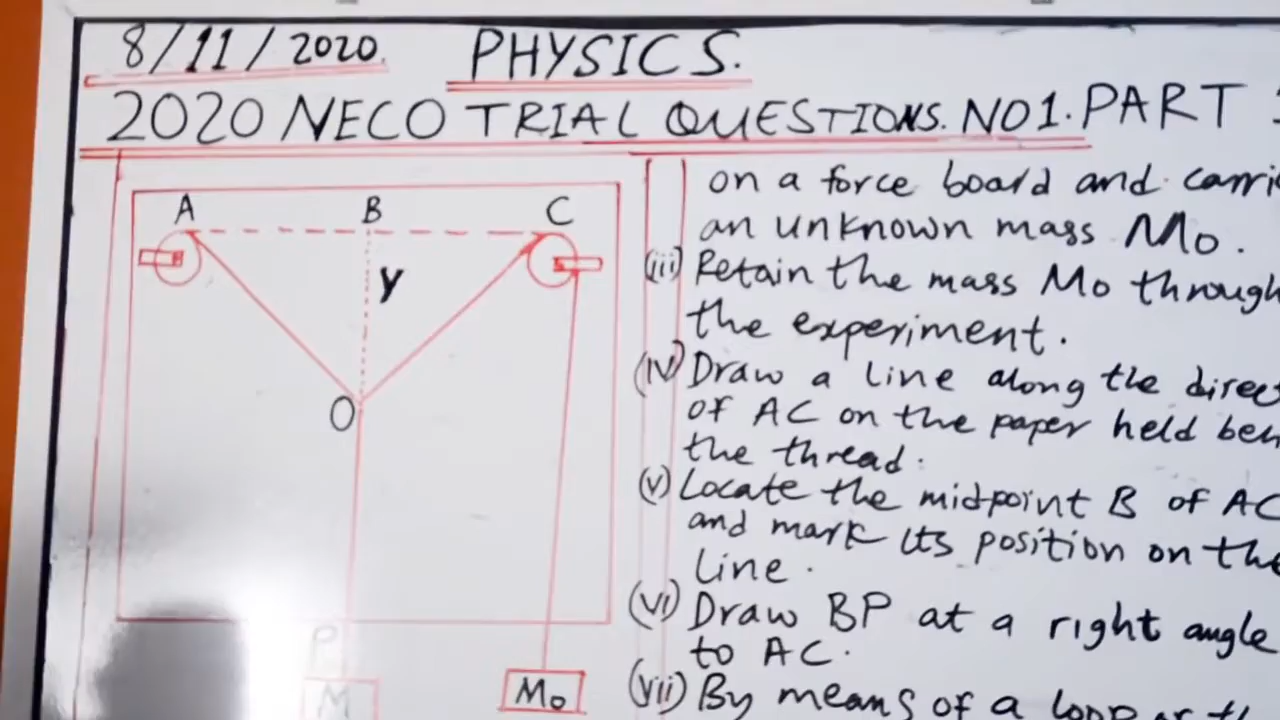 8/11/2020. PHYSICS.
2020 NECO TRIAL QUESTIONS. NO1. PART
A B C
y
O
P
M
Mo
on a force board and
an unknown mass Mo.
(iii) Retain the mass Mo through
the experiment.
(iv) Draw a line along the
of AC on the paper held
the thread.
(v) Locate the midpoint B of AC
and mark its position on the
line.
(vi) Draw BP at a right angle
to AC.
(vii) By means of a loop